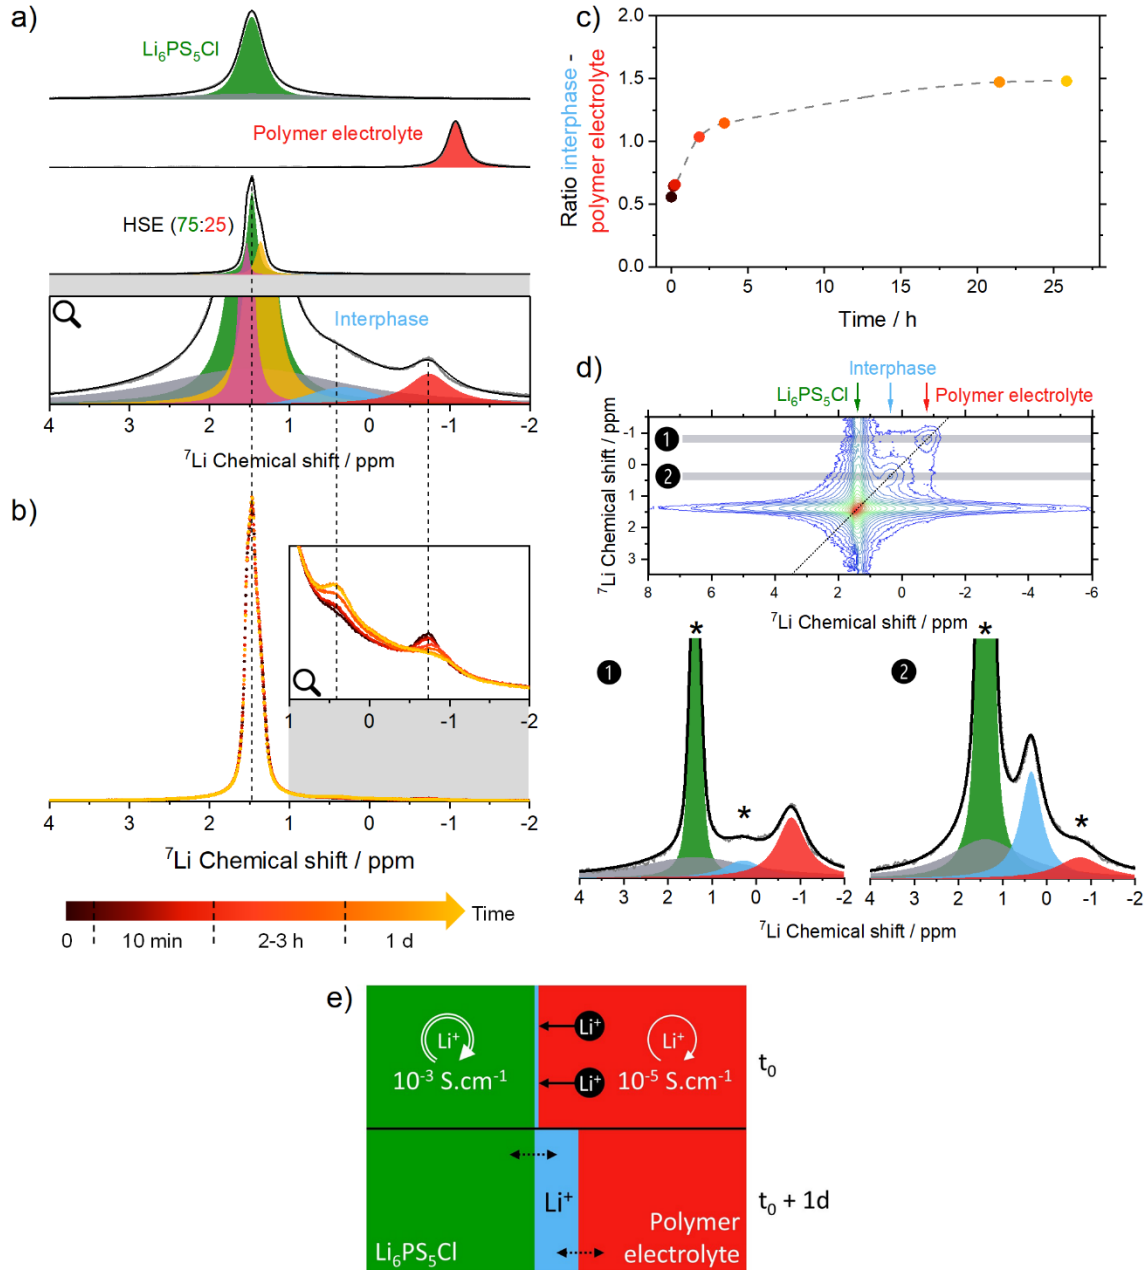 a)
Li₆PS₅Cl
Polymer electrolyte
HSE (75:25)
Interphase
4 3 2 1 0 -1 -2
⁷Li Chemical shift / ppm
b)
1 0 -1 -2
4 3 2 1 0 -1 -2
⁷Li Chemical shift / ppm
Time
0 10 min 2-3 h 1 d
c)
Ratio interphase -
polymer electrolyte
2.0
1.5
1.0
0.5
0.0
0 5 10 15 20 25
Time / h
d)
Interphase
Li₆PS₅Cl Polymer electrolyte
⁷Li Chemical shift / ppm
-1
0
1
2
3
1
2
8 6 4 2 0 -2 -4 -6
⁷Li Chemical shift / ppm
* *
1 2
* *
4 3 2 1 0 -1 -2 4 3 2 1 0 -1 -2
⁷Li Chemical shift / ppm
e)
Li⁺ Li⁺ Li⁺
10⁻³ S.cm⁻¹ Li⁺ 10⁻⁵ S.cm⁻¹
t₀
Li⁺
t₀ + 1d
Li₆PS₅Cl
Polymer
electrolyte